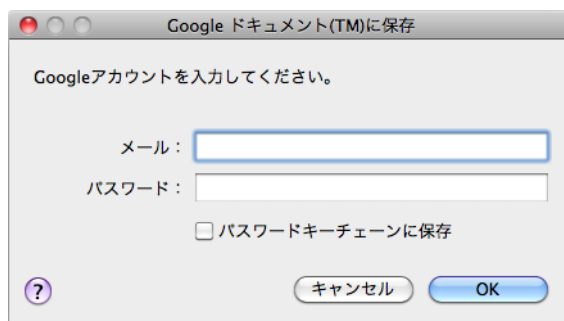 Google ドキュメント(TM)に保存
Googleアカウントを入力してください。
メール：
パスワード：
パスワードキーチェーンに保存
?
キャンセル
OK